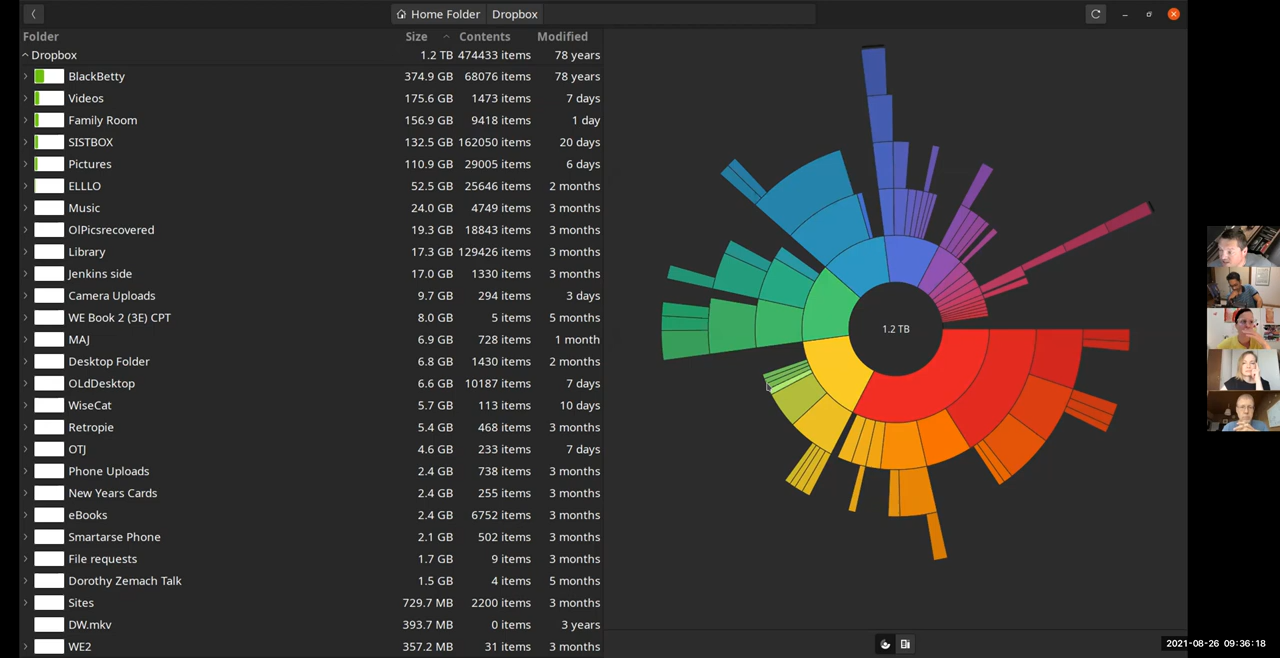 Home Folder Dropbox
Folder Size Contents Modified
Dropbox 1.2 TB 474433 items 78 years
BlackBetty 374.9 GB 68076 items 78 years
Videos 175.6 GB 1473 items 7 days
Family Room 156.9 GB 9418 items 1 day
SISTBOX 132.5 GB 162050 items 20 days
Pictures 110.9 GB 29005 items 6 days
ELLLO 52.5 GB 25646 items 2 months
Music 24.0 GB 4749 items 3 months
OlPicsrecovered 19.3 GB 18843 items 3 months
Library 17.3 GB 129426 items 3 months
Jenkins side 17.0 GB 1330 items 3 months
Camera Uploads 9.7 GB 294 items 3 days
WE Book 2 (3E) CPT 8.0 GB 5 items 5 months
MAJ 6.9 GB 728 items 1 month
Desktop Folder 6.8 GB 1430 items 2 months
OLdDesktop 6.6 GB 10187 items 7 days
WiseCat 5.7 GB 113 items 10 days
Retropie 5.4 GB 468 items 3 months
OTJ 4.6 GB 233 items 7 days
Phone Uploads 2.4 GB 738 items 3 months
New Years Cards 2.4 GB 255 items 3 months
eBooks 2.4 GB 6752 items 3 months
Smartarse Phone 2.1 GB 502 items 3 months
File requests 1.7 GB 9 items 3 months
Dorothy Zemach Talk 1.5 GB 4 items 5 months
Sites 729.7 MB 2200 items 3 months
DW.mkv 393.7 MB 0 items 3 years
WE2 357.2 MB 31 items 3 months
1.2 TB
2021-08-26 09:36:18